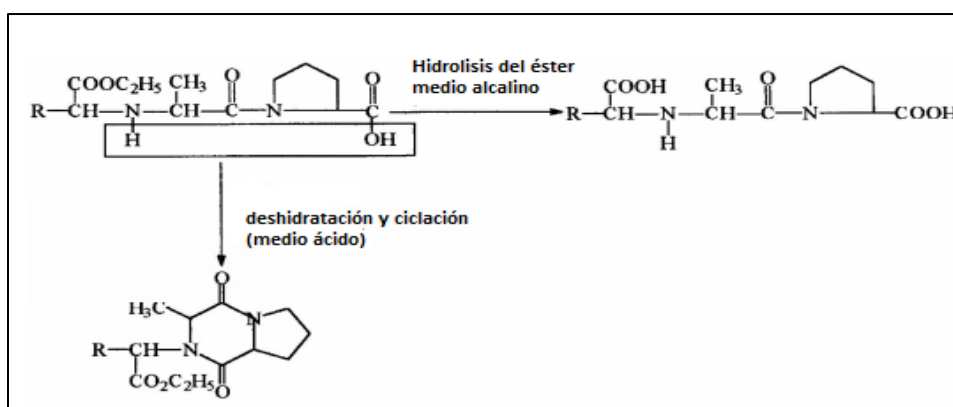 COOC2H5 CH3 O
R—CH—N—CH—C—N C O
H OH
Hidrolisis del éster
medio alcalino
COOH CH3 O
R—CH—N—CH—C—N COOH
H
deshidratación y ciclación
(medio ácido)
O
H3C N
R—CH—N
CO2C2H5 O